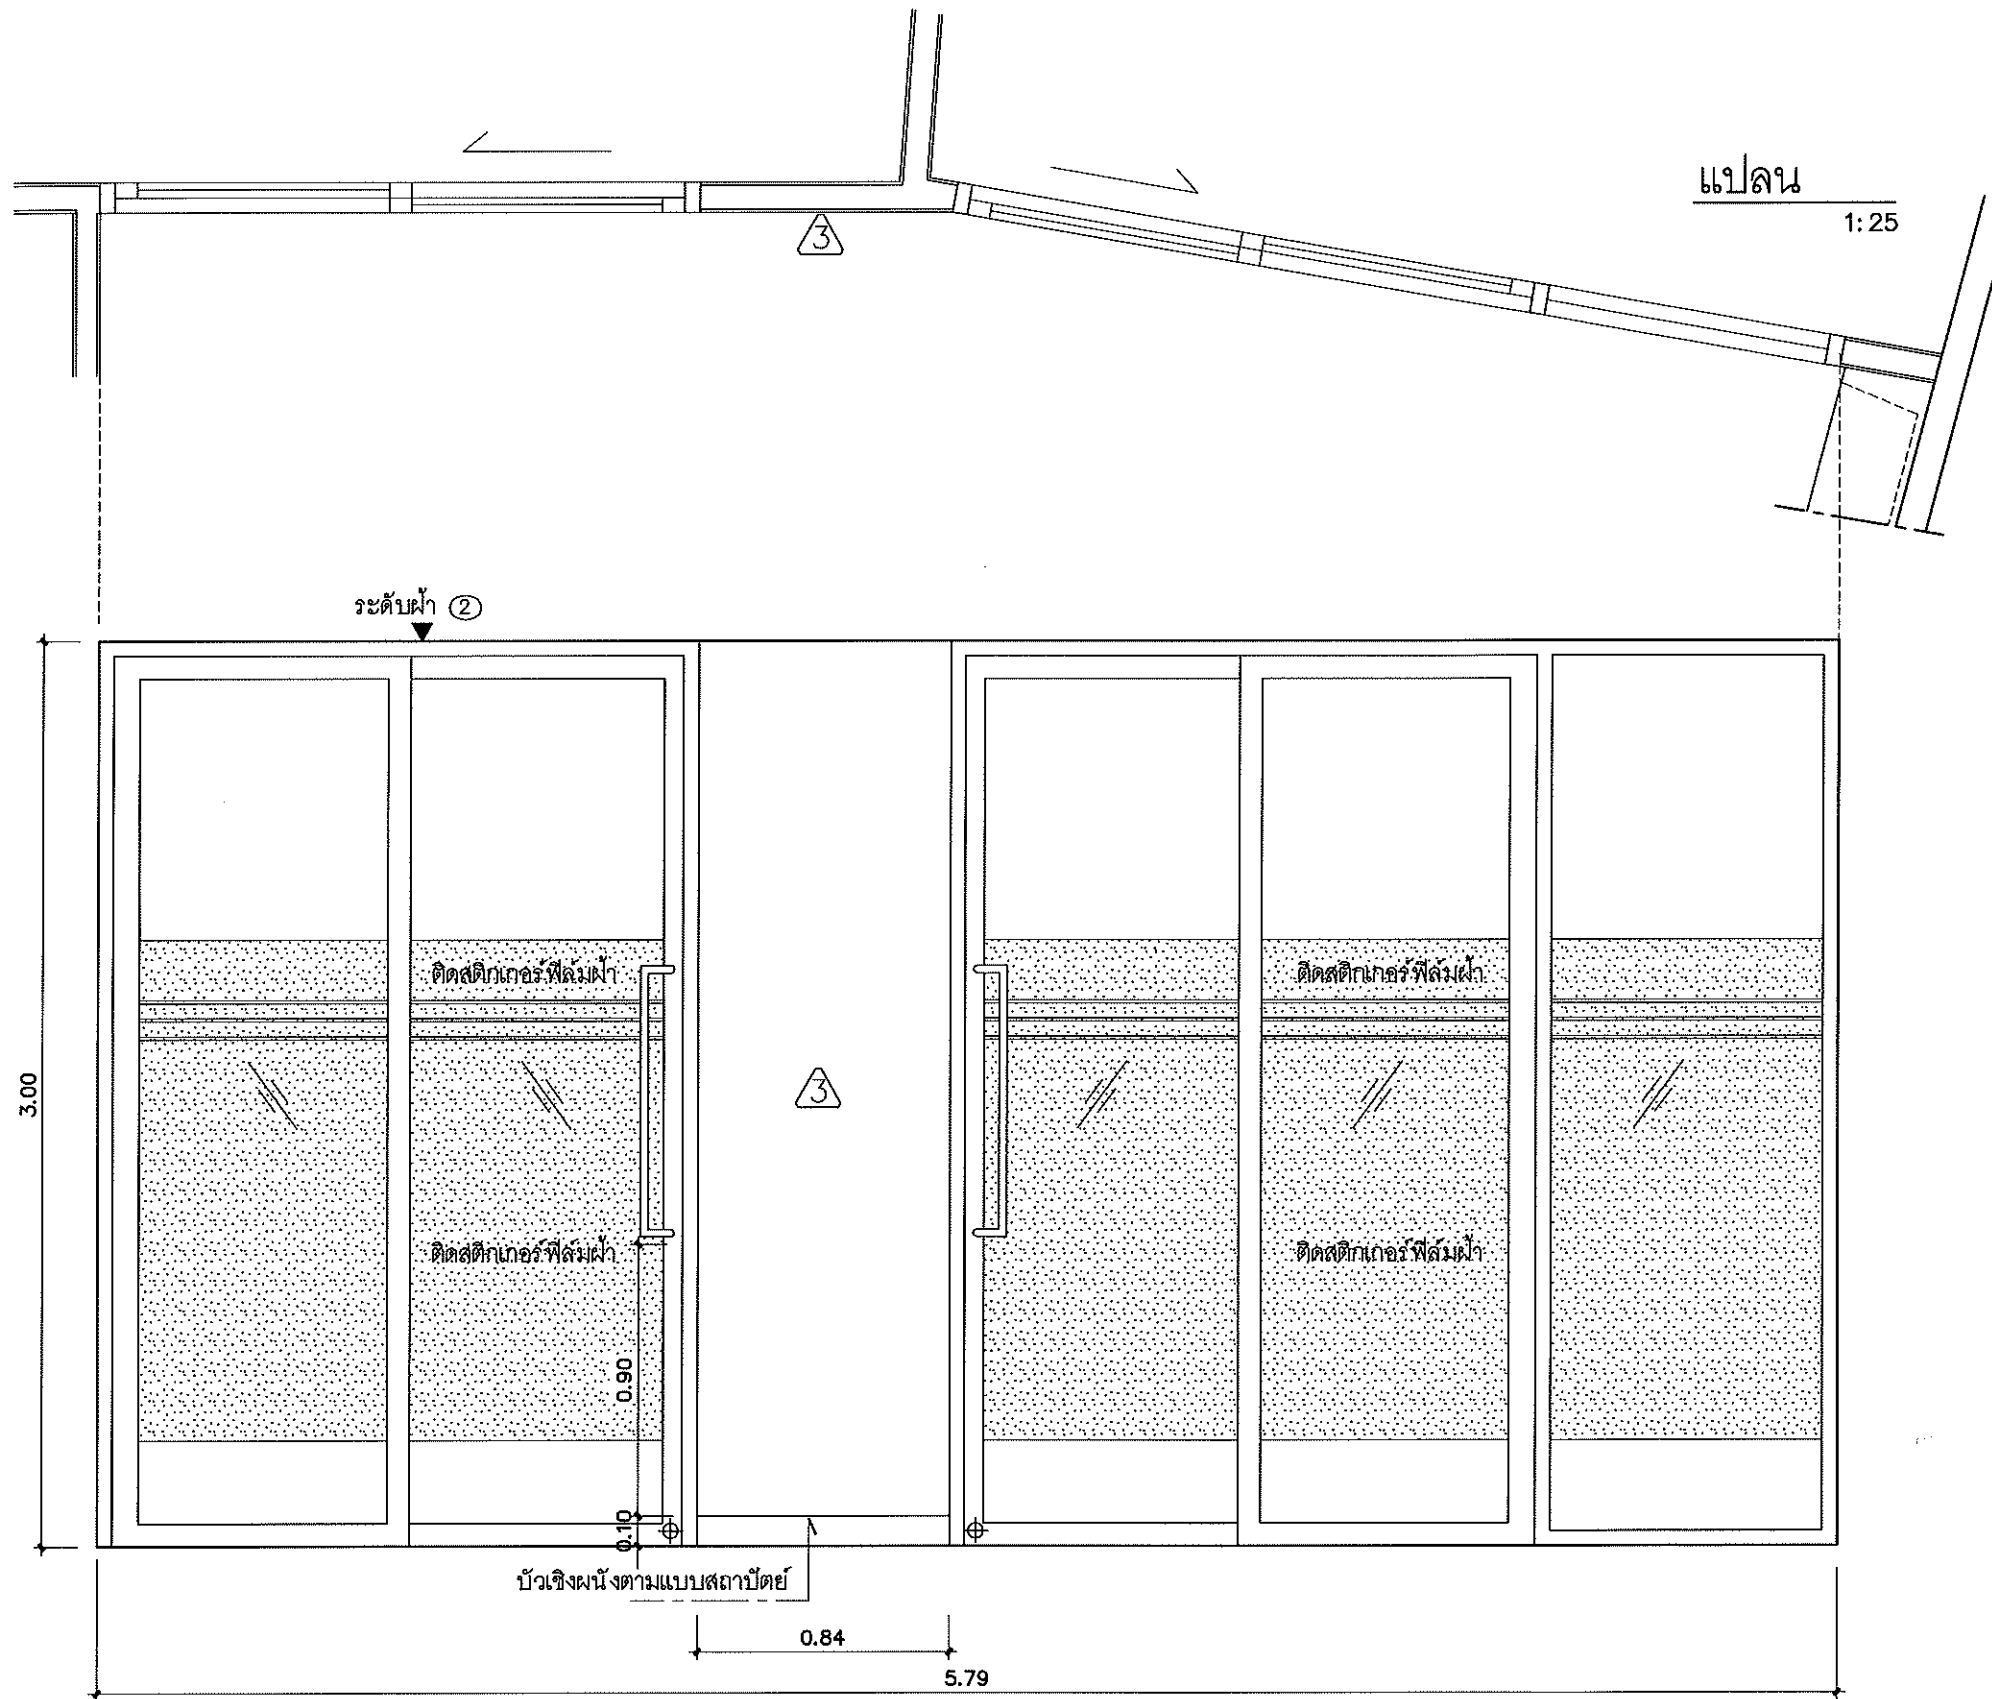 แปลน
1:25
3
ระดับฝ้า 2
ติดสติกเกอร์ฟิล์มฝ้า
ติดสติกเกอร์ฟิล์มฝ้า
3.00
3
ติดสติกเกอร์ฟิล์มฝ้า
ติดสติกเกอร์ฟิล์มฝ้า
0.90
0.10
บัวเชิงผนังตามแบบสถาปัตย์
0.84
5.79